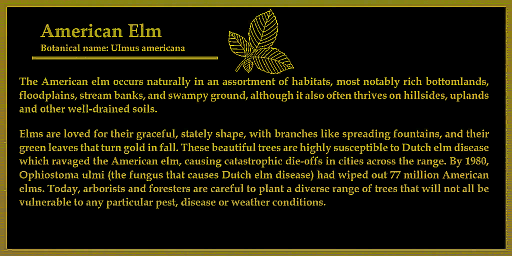 American Elm
Botanical name: Ulmus americana
The American elm occurs naturally in an assortment of habitats, most notably rich bottomlands,
floodplains, stream banks, and swampy ground, although it also often thrives on hillsides, uplands
and other well-drained soils.
Elms are loved for their graceful, stately shape, with branches like spreading fountains, and their
green leaves that turn gold in fall. These beautiful trees are highly susceptible to Dutch elm disease
which ravaged the American elm, causing catastrophic die-offs in cities across the range. By 1980,
Ophiostoma ulmi (the fungus that causes Dutch elm disease) had wiped out 77 million American
elms. Today, arborists and foresters are careful to plant a diverse range of trees that will not all be
vulnerable to any particular pest, disease or weather conditions.